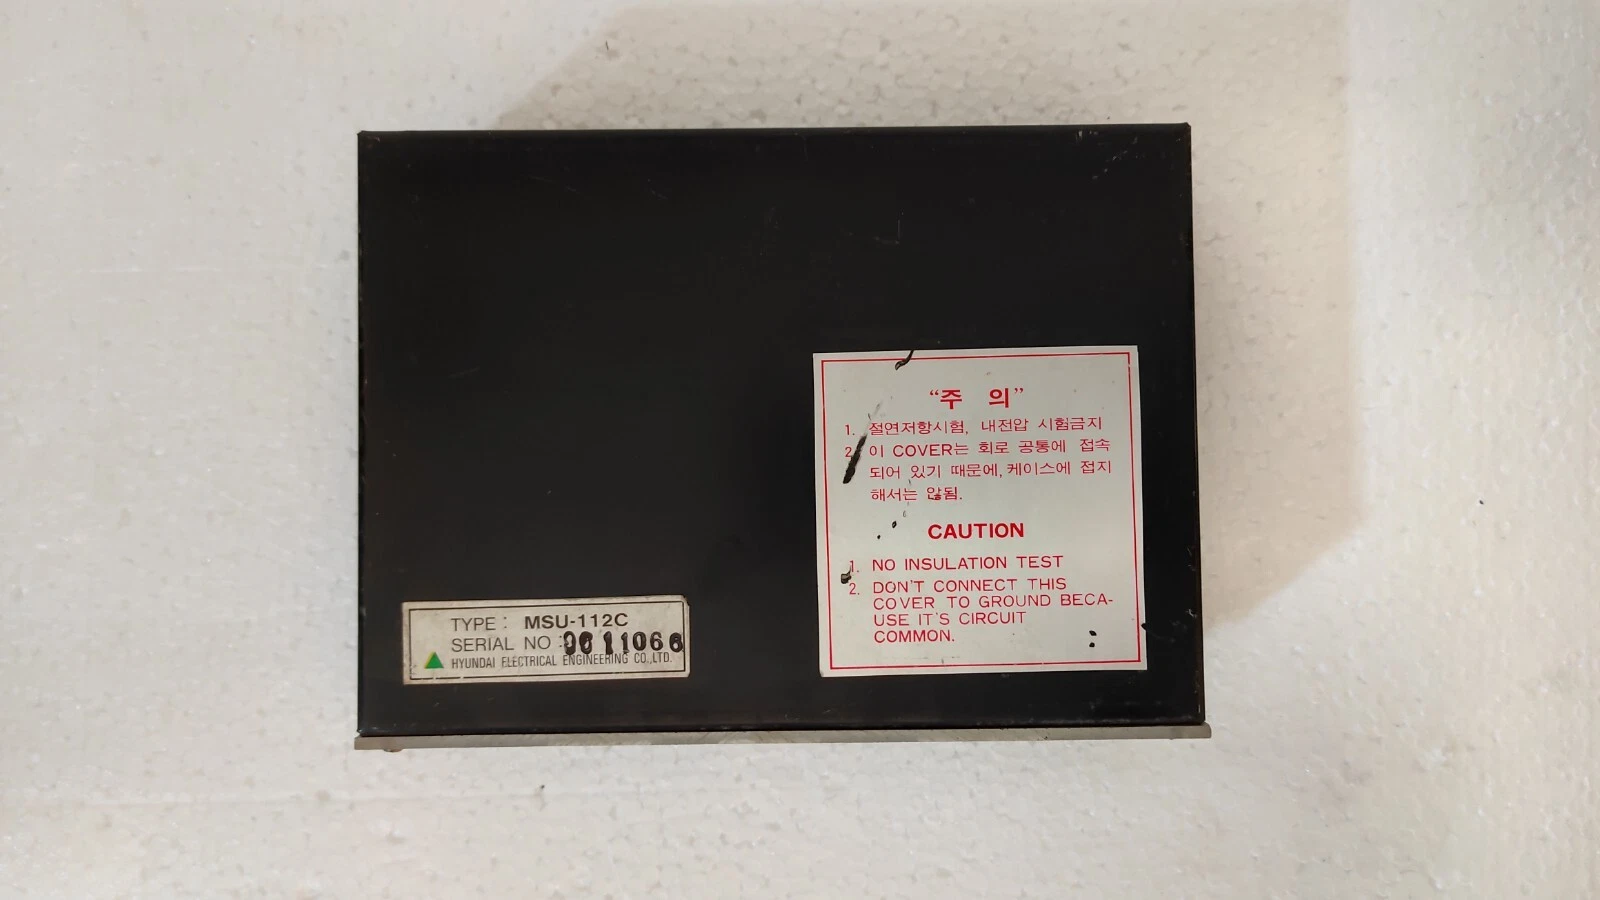 TYPE : MSU-112C
SERIAL NO :
HYUNDAI ELECTRICAL ENGINEERING CO.,LTD.
“주 의”
1. 절연저항시험, 내전압 시험금지
2. 이 COVER는 회로 공통에 접속
되어 있기 때문에, 케이스에 접지
해서는 않됨.
CAUTION
1. NO INSULATION TEST
2. DON'T CONNECT THIS
COVER TO GROUND BECA-
USE IT'S CIRCUIT
COMMON.